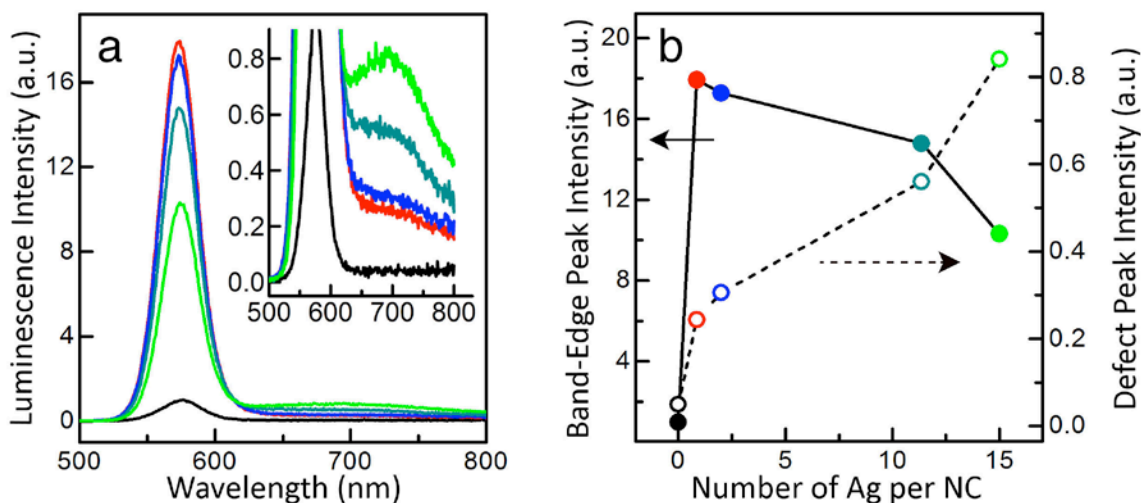 a
Luminescence Intensity (a.u.)
16
12
8
4
0
500 600 700 800
Wavelength (nm)
0.8
0.6
0.4
0.2
0.0
500 600 700 800
b
Band-Edge Peak Intensity (a.u.)
20
16
12
8
4
0 5 10 15
Number of Ag per NC
0.8
0.6
0.4
0.2
0.0
Defect Peak Intensity (a.u.)